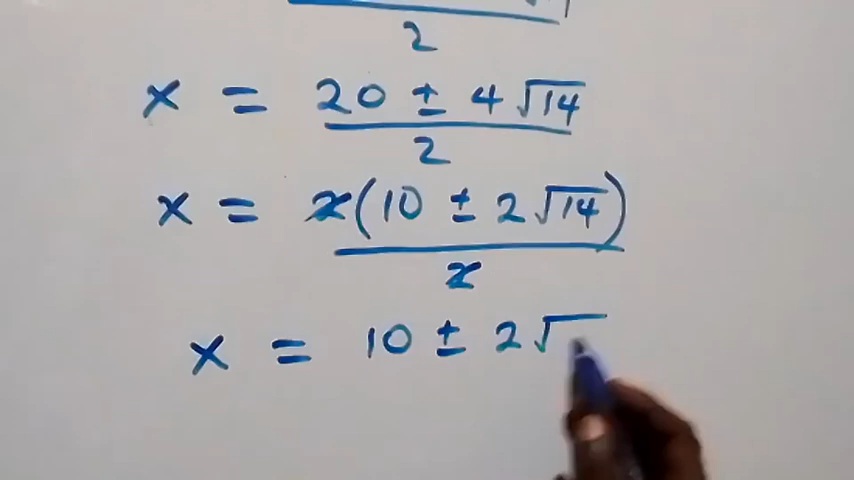 2
x = 20 ± 4√14
2
x = 2(10 ± 2√14)
2
x = 10 ± 2√